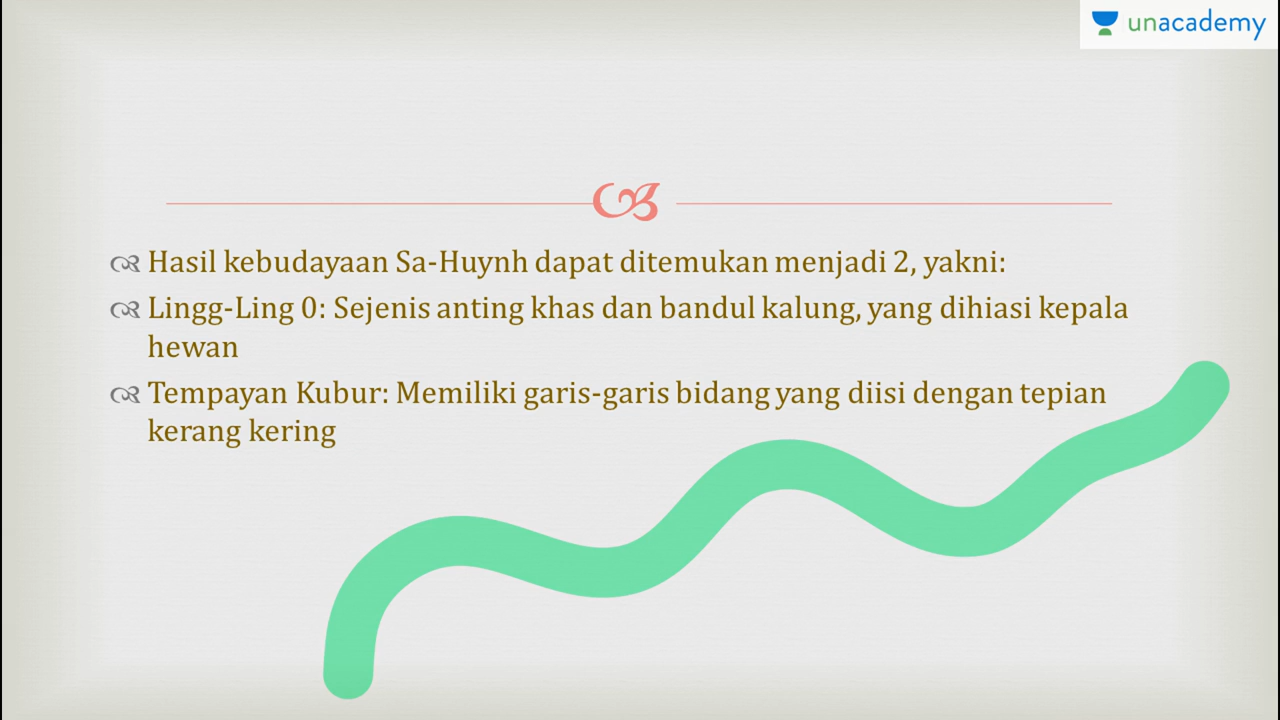 unacademy
Hasil kebudayaan Sa-Huynh dapat ditemukan menjadi 2, yakni:
Lingg-Ling 0: Sejenis anting khas dan bandul kalung, yang dihiasi kepala
hewan
Tempayan Kubur: Memiliki garis-garis bidang yang diisi dengan tepian
kerang kering